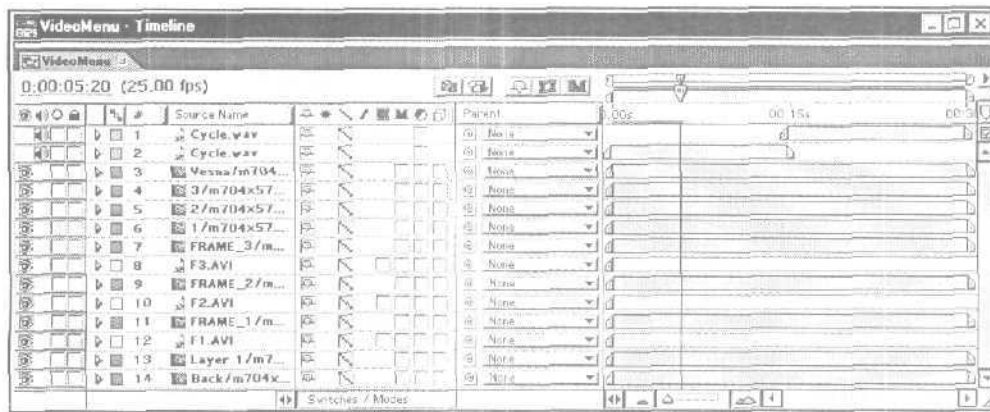 VideoMenu - Timeline
VideoMenu
0:00:05:20 (25.00 fps)
# Source Name Parent 0:00s 00:15s
1 Cycle.wav None
2 Cycle.wav None
3 Vesna/m704... None
4 3/m704x57... None
5 2/m704x57... None
6 1/m704x57... None
7 FRAME_3/m... None
8 F3.AVI None
9 FRAME_2/m... None
10 F2.AVI None
11 FRAME_1/m... None
12 F1.AVI None
13 Layer 1/m7... None
14 Back/m704x... None
Switches / Modes